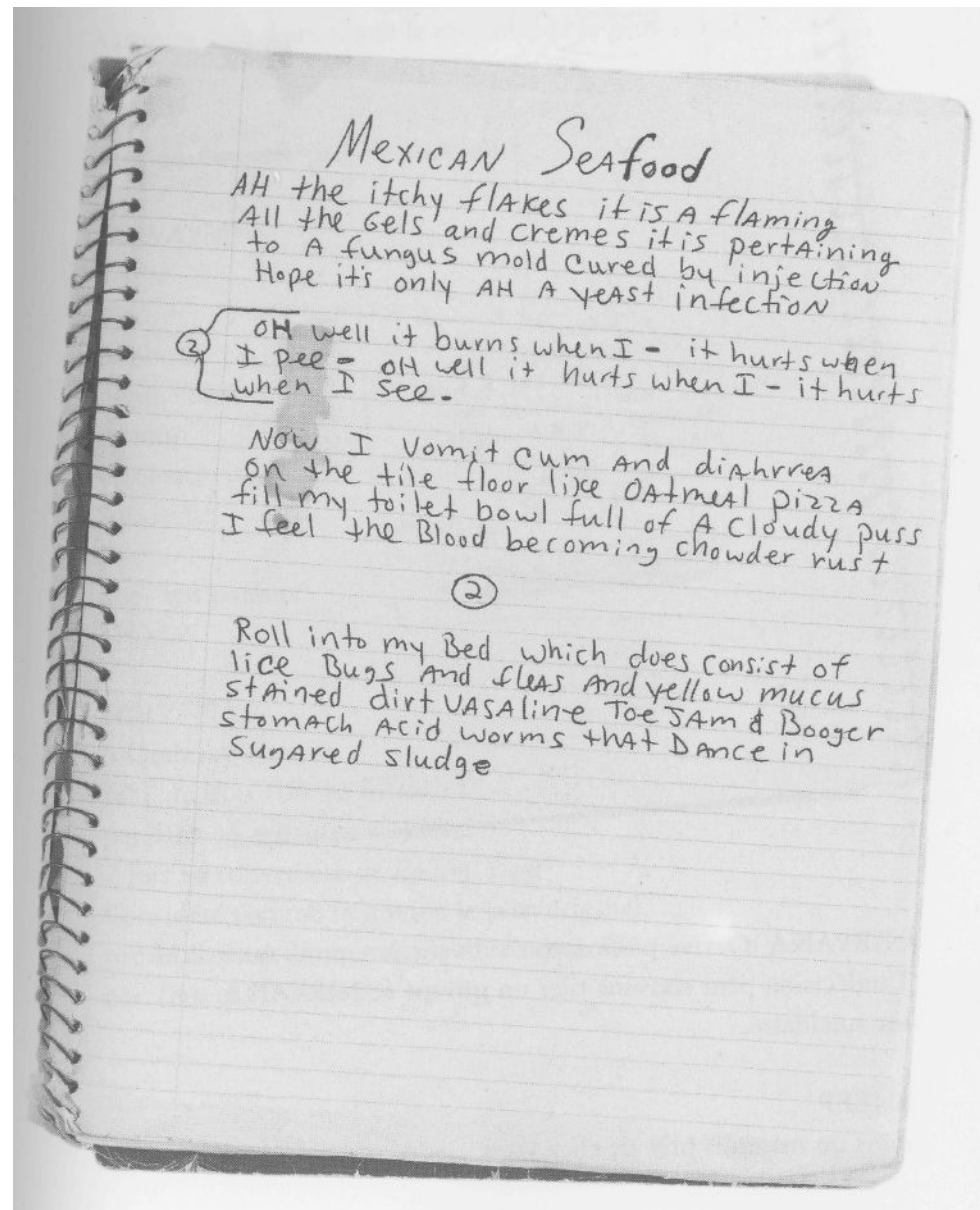 Mexican Seafood
AH the itchy flakes it is a flaming
All the Gels and cremes it is pertaining
to A fungus mold cured by injection
Hope it's only AH A yeast infection
② OH well it burns when I - it hurts when
I pee - OH well it hurts when I - it hurts
when I see.
Now I vomit cum and diahrrea
on the tile floor like oatmeal pizza
fill my toilet bowl full of A cloudy puss
I feel the Blood becoming chowder rust
②
Roll into my Bed which does consist of
lice Bugs and fleas and yellow mucus
stained dirt VASAline Toe JAm & Booger
stomach Acid worms that Dance in
sugared sludge